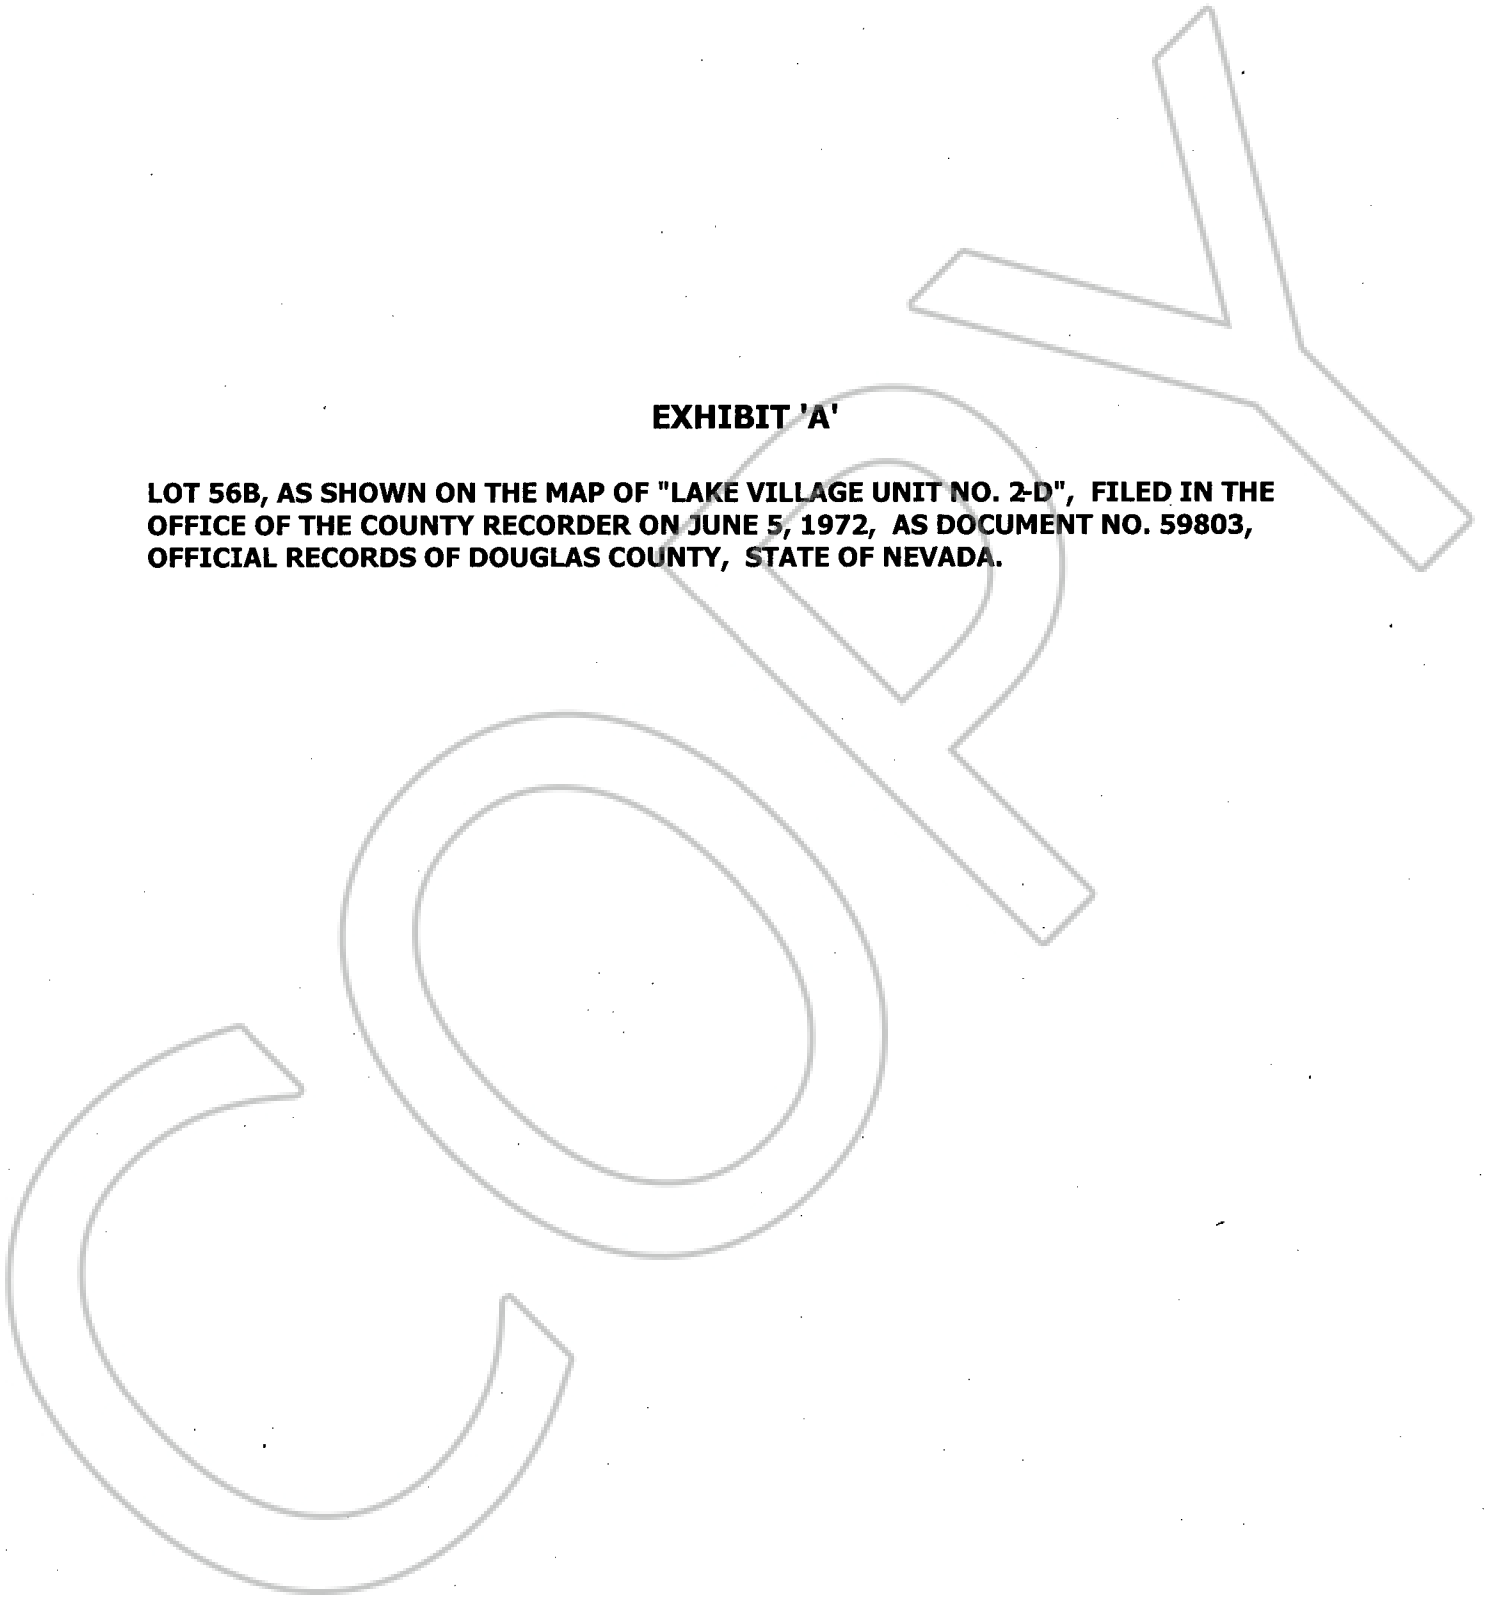 EXHIBIT 'A'
LOT 56B, AS SHOWN ON THE MAP OF "LAKE VILLAGE UNIT NO. 2-D", FILED IN THE
OFFICE OF THE COUNTY RECORDER ON JUNE 5, 1972, AS DOCUMENT NO. 59803,
OFFICIAL RECORDS OF DOUGLAS COUNTY, STATE OF NEVADA.
COPY